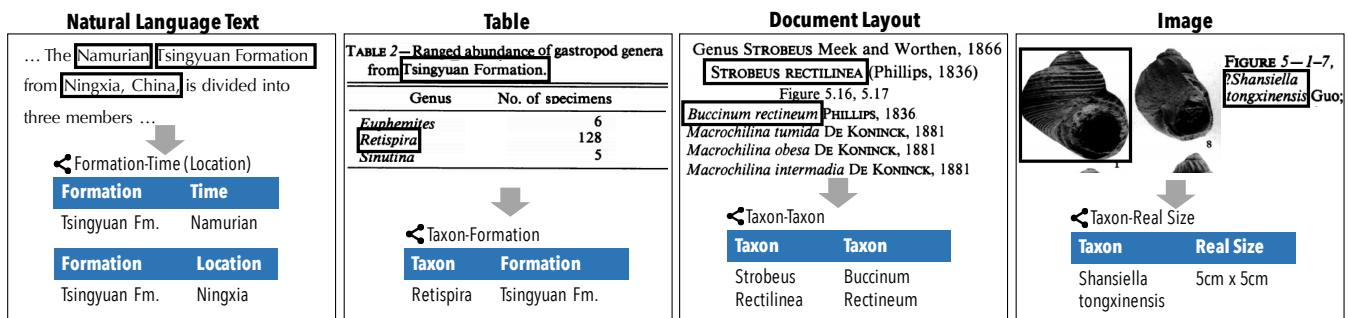 Natural Language Text
… The Namurian Tsingyuan Formation
from Ningxia, China, is divided into
three members …
Formation-Time (Location)
Formation Time
Tsingyuan Fm. Namurian
Formation Location
Tsingyuan Fm. Ningxia
Table
TABLE 2—Ranged abundance of gastropod genera
from Tsingyuan Formation.
Genus No. of specimens
Euphemites 6
Retispira 128
Sinutina 5
Taxon-Formation
Taxon Formation
Retispira Tsingyuan Fm.
Document Layout
Genus STROBEUS Meek and Worthen, 1866
STROBEUS RECTILINEA (Phillips, 1836)
Figure 5.16, 5.17
Buccinum rectineum PHILLIPS, 1836
Macrochilina tumida DE KONINCK, 1881
Macrochilina obesa DE KONINCK, 1881
Macrochilina intermadia DE KONINCK, 1881
Taxon-Taxon
Taxon Taxon
Strobeus Buccinum
Rectilinea Rectineum
Image
FIGURE 5—1–7,
?Shansiella
tongxinensis Guo;
8
Taxon-Real Size
Taxon Real Size
Shansiella 5cm x 5cm
tongxinensis